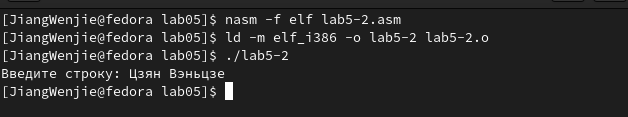 [JiangWenjie@fedora lab05]$ nasm -f elf lab5-2.asm
[JiangWenjie@fedora lab05]$ ld -m elf_i386 -o lab5-2 lab5-2.o
[JiangWenjie@fedora lab05]$ ./lab5-2
Введите строку: Цзян Вэньцзе
[JiangWenjie@fedora lab05]$